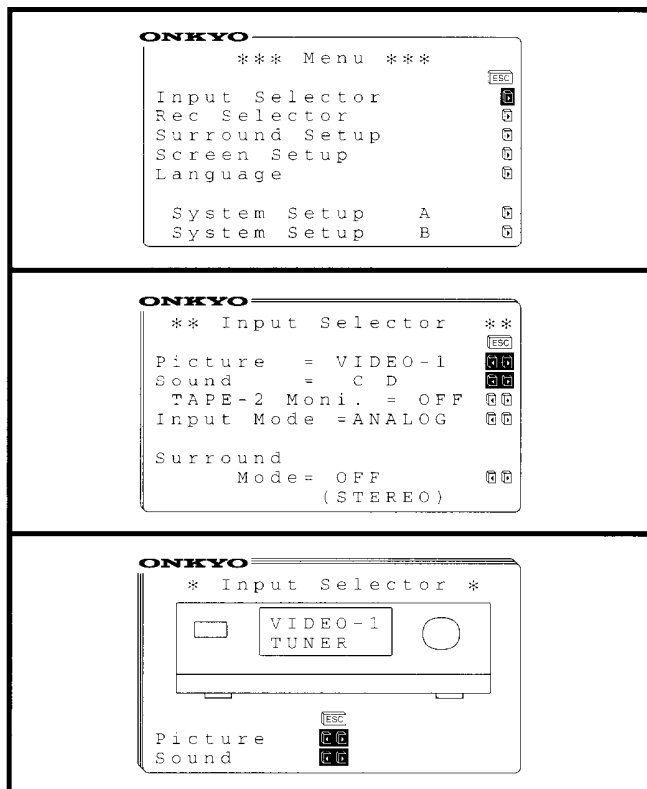 ONKYO
*** Menu ***
ESC
Input Selector
Rec Selector
Surround Setup
Screen Setup
Language
System Setup A
System Setup B
ONKYO
** Input Selector **
ESC
Picture = VIDEO-1
Sound = C D
TAPE-2 Moni. = OFF
Input Mode =ANALOG
Surround
Mode= OFF
(STEREO)
ONKYO
* Input Selector *
VIDEO-1
TUNER
ESC
Picture
Sound